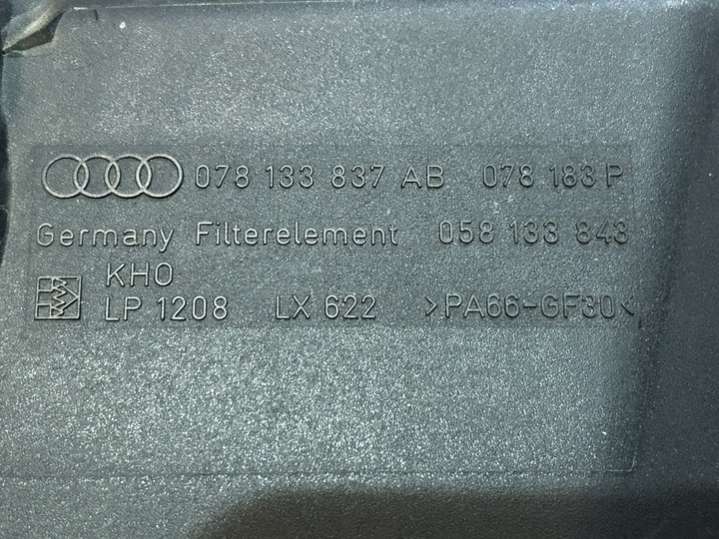 078 133 837 AB 078 183 P
Germany Filterelement 058 133 843
KHO
LP 1208 LX 622 >PA66-GF30<